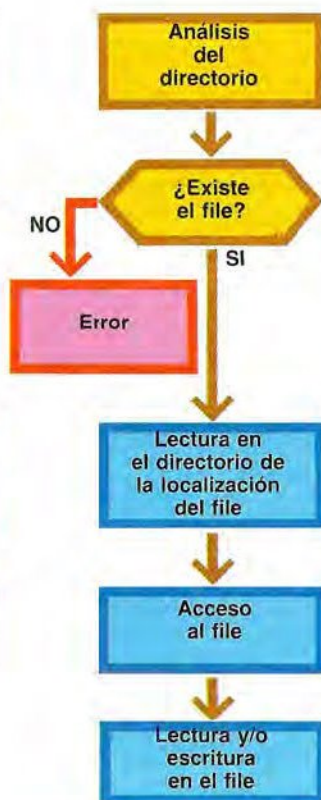 Análisis
del
directorio
¿Existe
el file?
NO
SI
Error
Lectura en
el directorio de
la localización
del file
Acceso
al file
Lectura y/o
escritura
en el file